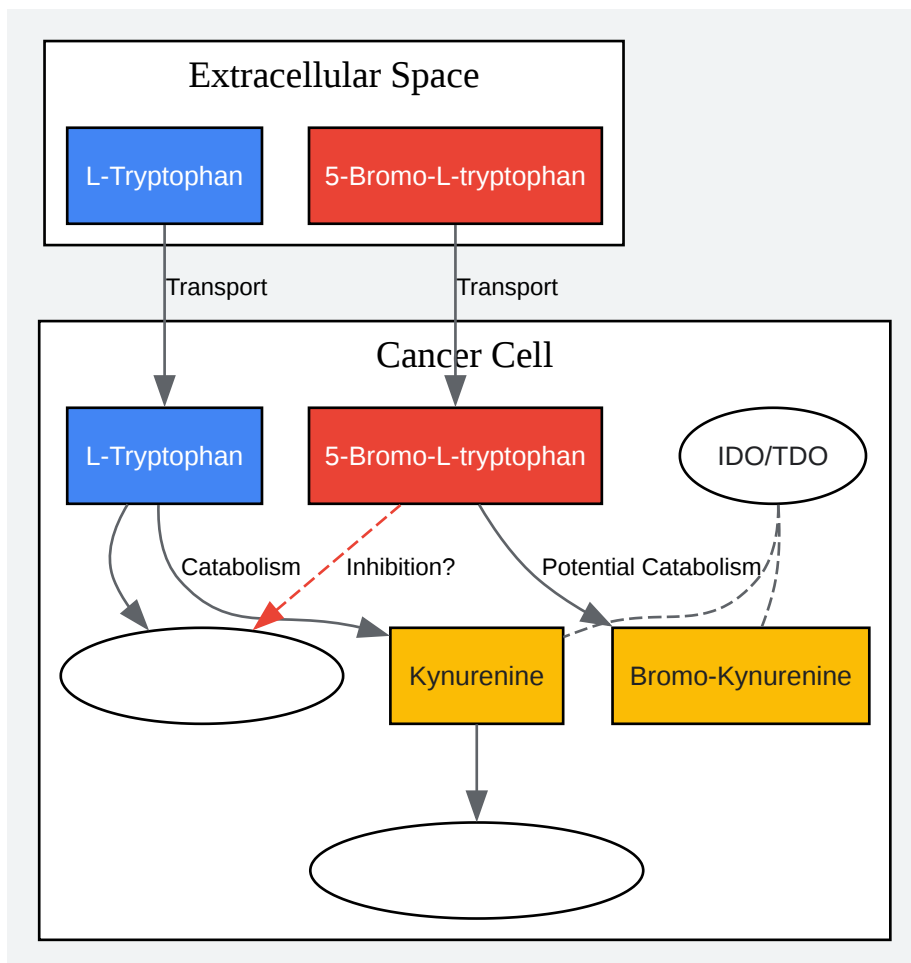 Extracellular Space
L-Tryptophan
5-Bromo-L-tryptophan
Transport
Transport
Cancer Cell
L-Tryptophan
5-Bromo-L-tryptophan
IDO/TDO
Catabolism
Inhibition?
Potential Catabolism
Kynurenine
Bromo-Kynurenine